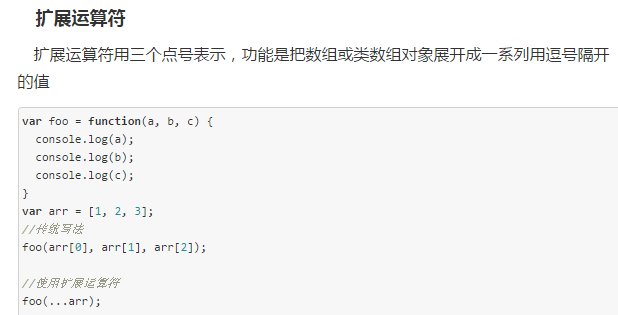 扩展运算符
扩展运算符用三个点号表示，功能是把数组或类数组对象展开成一系列用逗号隔开
的值
var foo = function(a, b, c) {
  console.log(a);
  console.log(b);
  console.log(c);
}
var arr = [1, 2, 3];
//传统写法
foo(arr[0], arr[1], arr[2]);

//使用扩展运算符
foo(...arr);